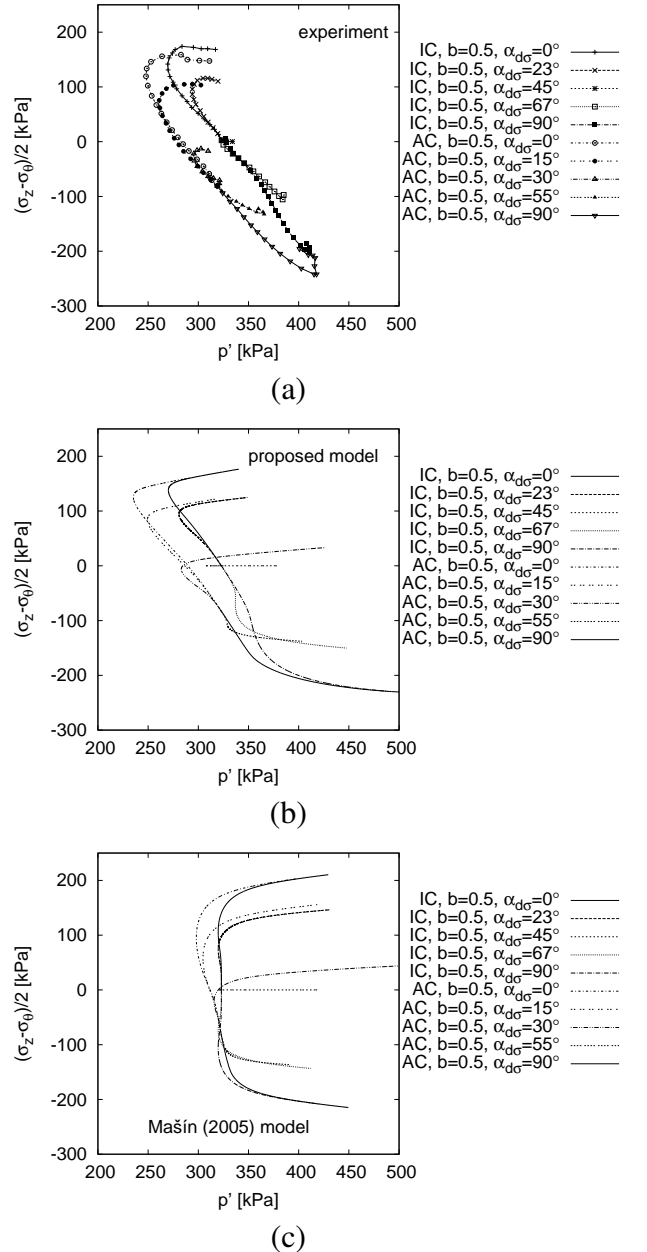 200
100
0
-100
-200
-300
(σz-σθ)/2 [kPa]
experiment
200 250 300 350 400 450 500
p' [kPa]
IC, b=0.5, αdσ=0°
IC, b=0.5, αdσ=23°
IC, b=0.5, αdσ=45°
IC, b=0.5, αdσ=67°
IC, b=0.5, αdσ=90°
AC, b=0.5, αdσ=0°
AC, b=0.5, αdσ=15°
AC, b=0.5, αdσ=30°
AC, b=0.5, αdσ=55°
AC, b=0.5, αdσ=90°
(a)
200
100
0
-100
-200
-300
(σz-σθ)/2 [kPa]
proposed model
200 250 300 350 400 450 500
p' [kPa]
IC, b=0.5, αdσ=0°
IC, b=0.5, αdσ=23°
IC, b=0.5, αdσ=45°
IC, b=0.5, αdσ=67°
IC, b=0.5, αdσ=90°
AC, b=0.5, αdσ=0°
AC, b=0.5, αdσ=15°
AC, b=0.5, αdσ=30°
AC, b=0.5, αdσ=55°
AC, b=0.5, αdσ=90°
(b)
200
100
0
-100
-200
-300
(σz-σθ)/2 [kPa]
Mašín (2005) model
200 250 300 350 400 450 500
p' [kPa]
IC, b=0.5, αdσ=0°
IC, b=0.5, αdσ=23°
IC, b=0.5, αdσ=45°
IC, b=0.5, αdσ=67°
IC, b=0.5, αdσ=90°
AC, b=0.5, αdσ=0°
AC, b=0.5, αdσ=15°
AC, b=0.5, αdσ=30°
AC, b=0.5, αdσ=55°
AC, b=0.5, αdσ=90°
(c)